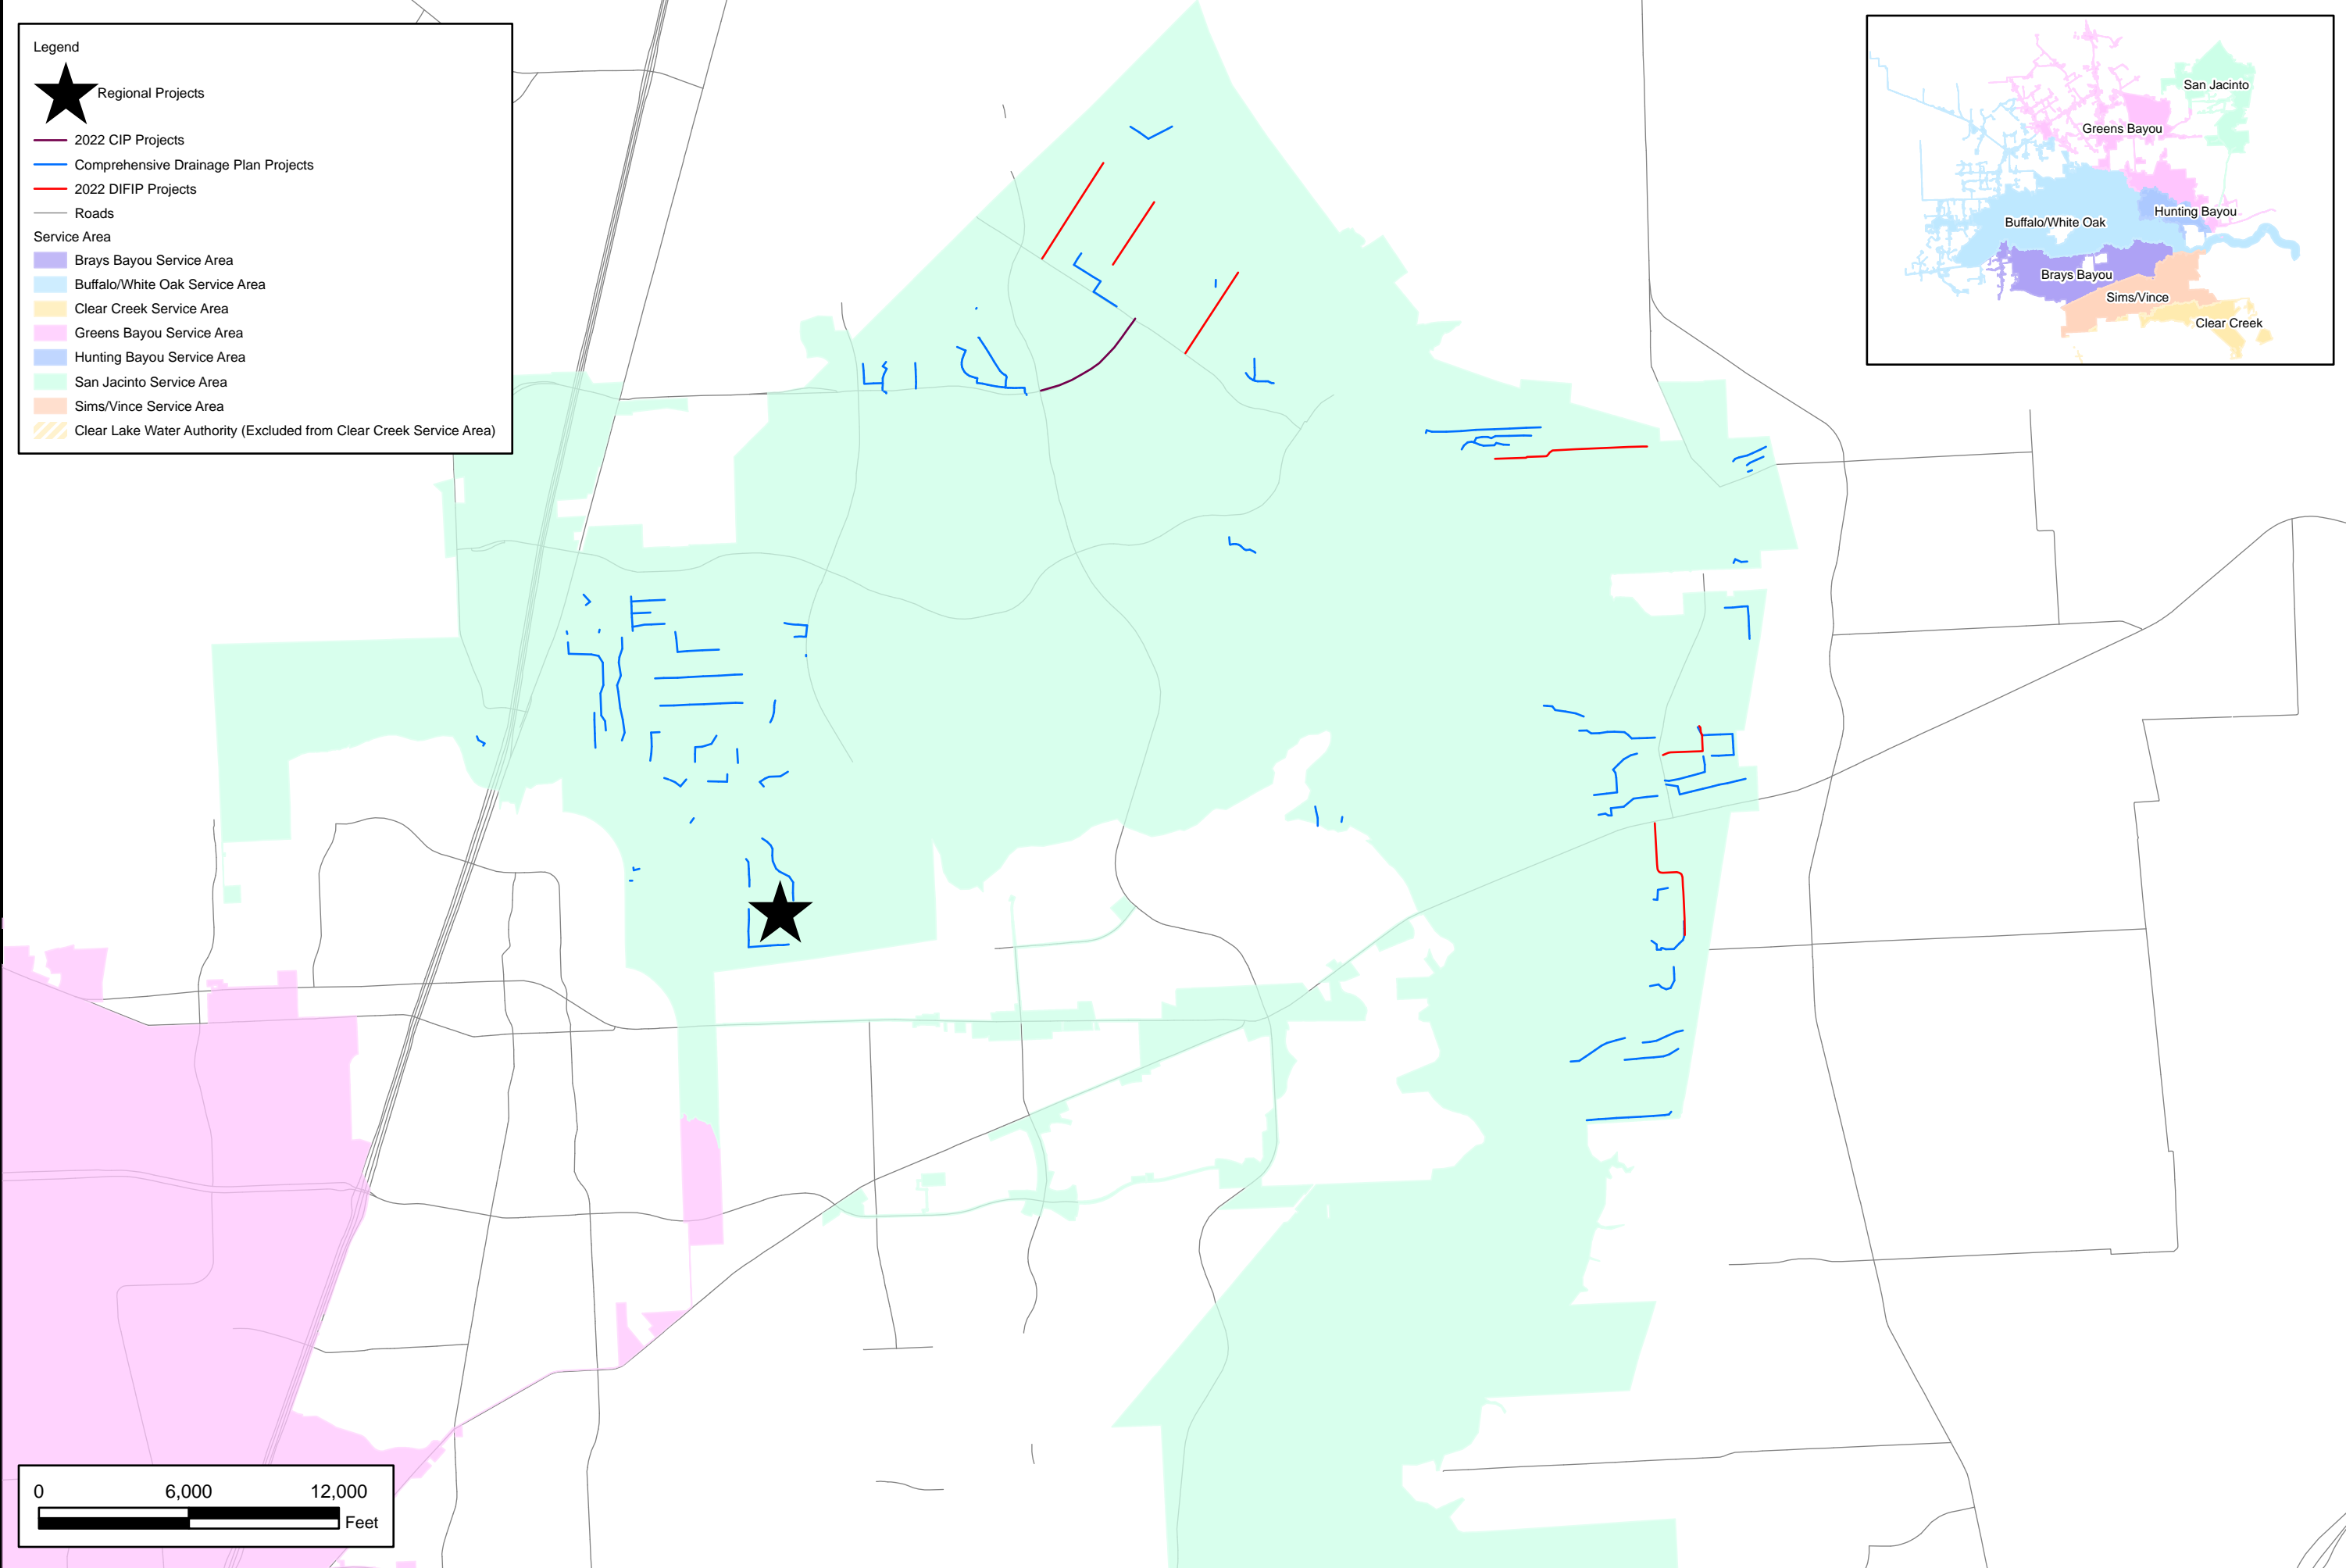 Legend
Regional Projects
2022 CIP Projects
Comprehensive Drainage Plan Projects
2022 DIFIP Projects
Roads
Service Area
Brays Bayou Service Area
Buffalo/White Oak Service Area
Clear Creek Service Area
Greens Bayou Service Area
Hunting Bayou Service Area
San Jacinto Service Area
Sims/Vince Service Area
Clear Lake Water Authority (Excluded from Clear Creek Service Area)
San Jacinto
Greens Bayou
Hunting Bayou
Buffalo/White Oak
Brays Bayou
Sims/Vince
Clear Creek
0 6,000 12,000
Feet